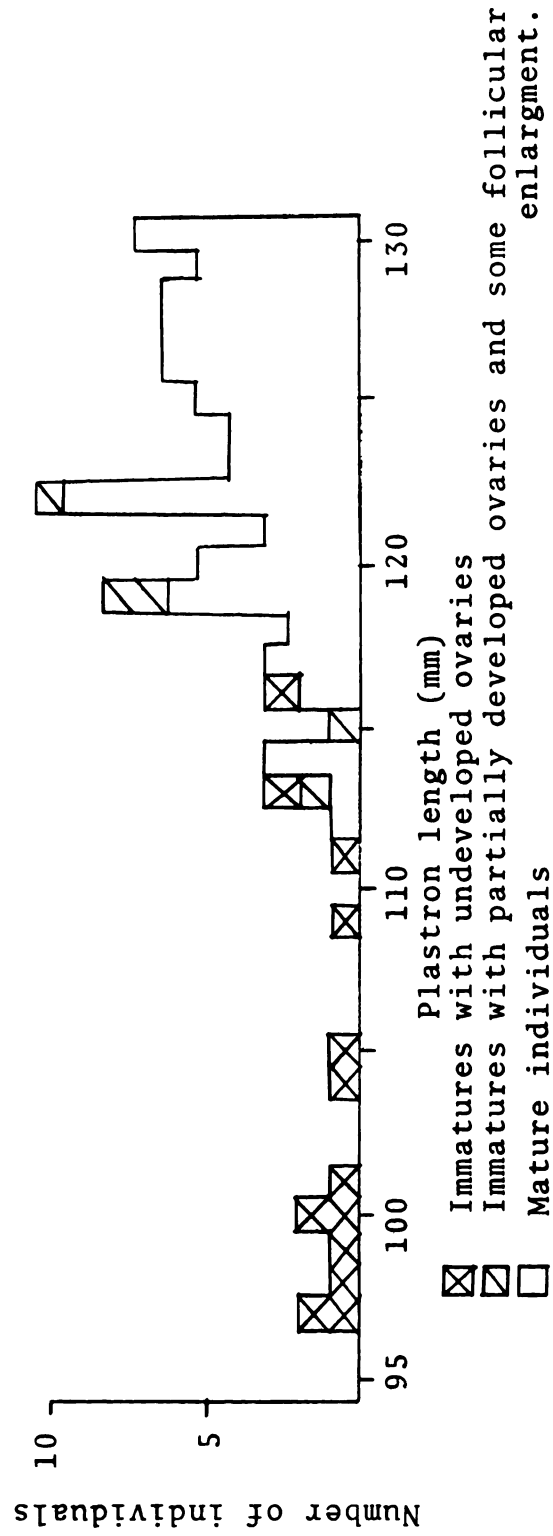 Number of individuals
10
5
95
100
110
120
130
Plastron length (mm)
Immatures with undeveloped ovaries
Immatures with partially developed ovaries and some follicular
enlargment.
Mature individuals